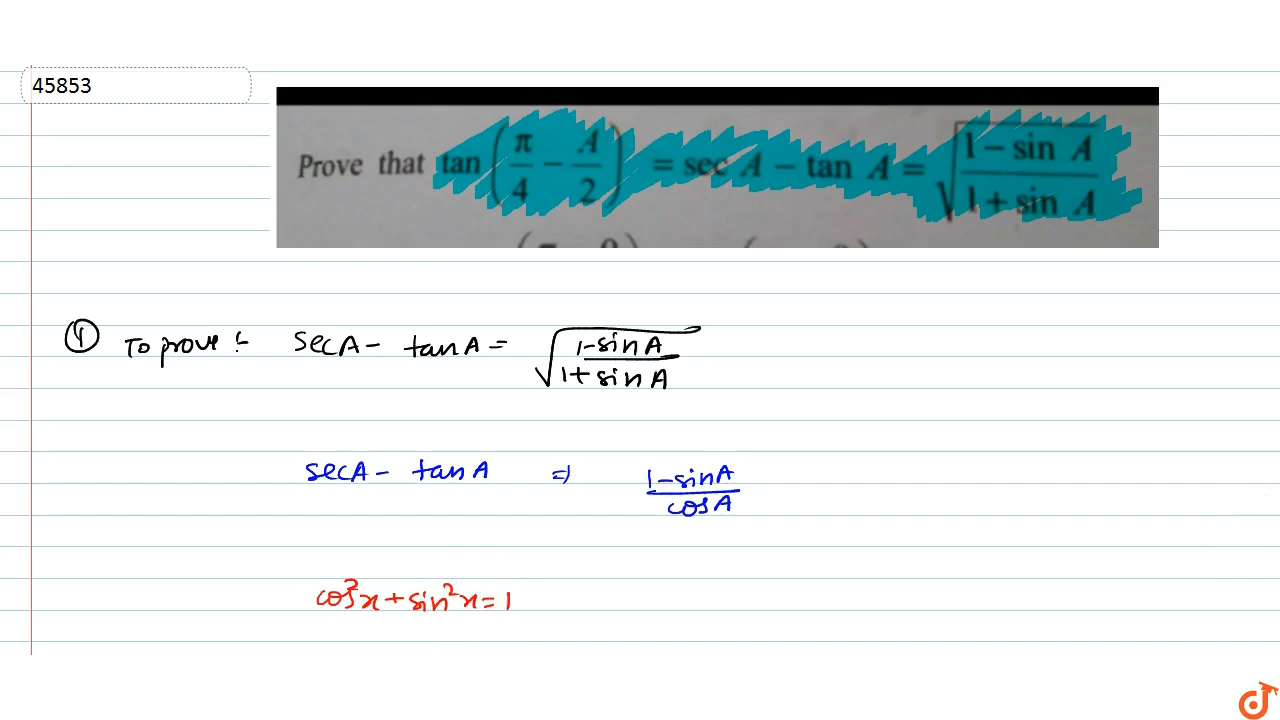 45853
Prove that tan (π/4 − A/2) = sec A − tan A = √((1 − sin A)/(1 + sin A))
① To prove :- secA − tanA = √((1−sinA)/(1+sinA))
secA − tanA ⇒ (1−sinA)/(cosA)
cos²x + sin²x = 1